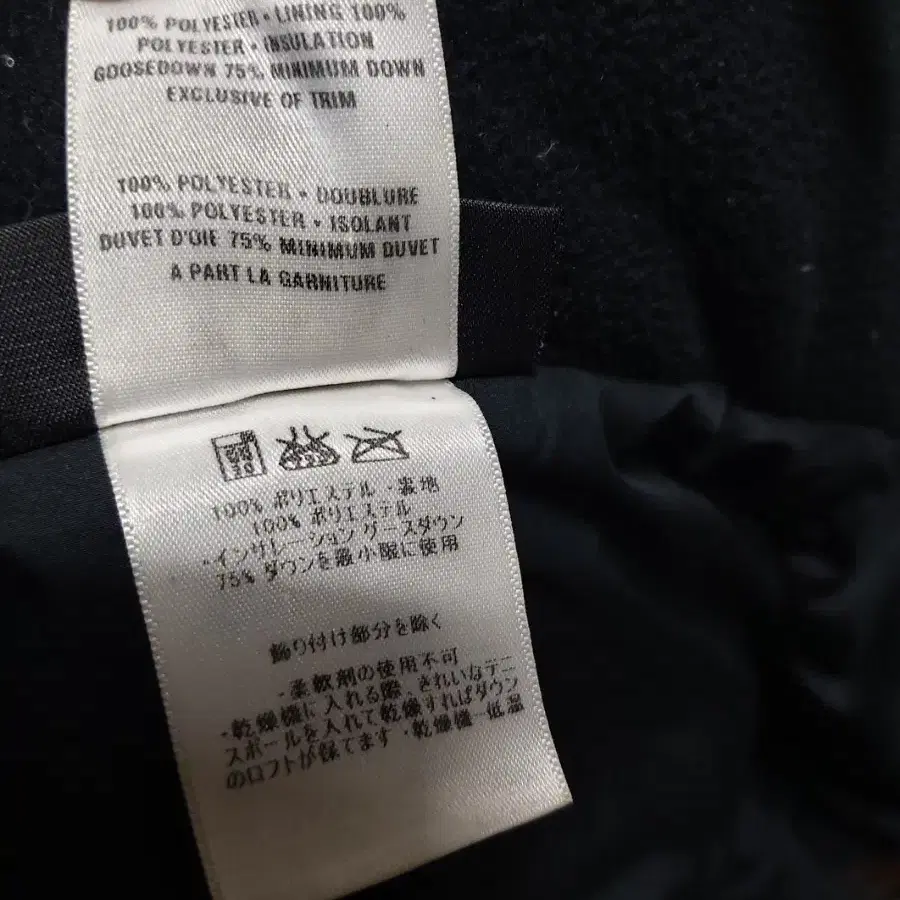 100% POLYESTER • LINING 100%
POLYESTER • INSULATION
GOOSEDOWN 75% MINIMUM DOWN
EXCLUSIVE OF TRIM
100% POLYESTER • DOUBLURE
100% POLYESTER • ISOLANT
DUVET D'OIE 75% MINIMUM DUVET
A PART LA GARNITURE
100% ポリエステル ・裏地
100% ポリエステル
・インサレーション グースダウン
75% ダウンを最小限に使用
飾り付け部分を除く
・柔軟剤の使用不可
・乾燥機に入れる際、きれいなテニ
スボールを入れて乾燥すればダウン
のロフトが保てます ・乾燥機―低温